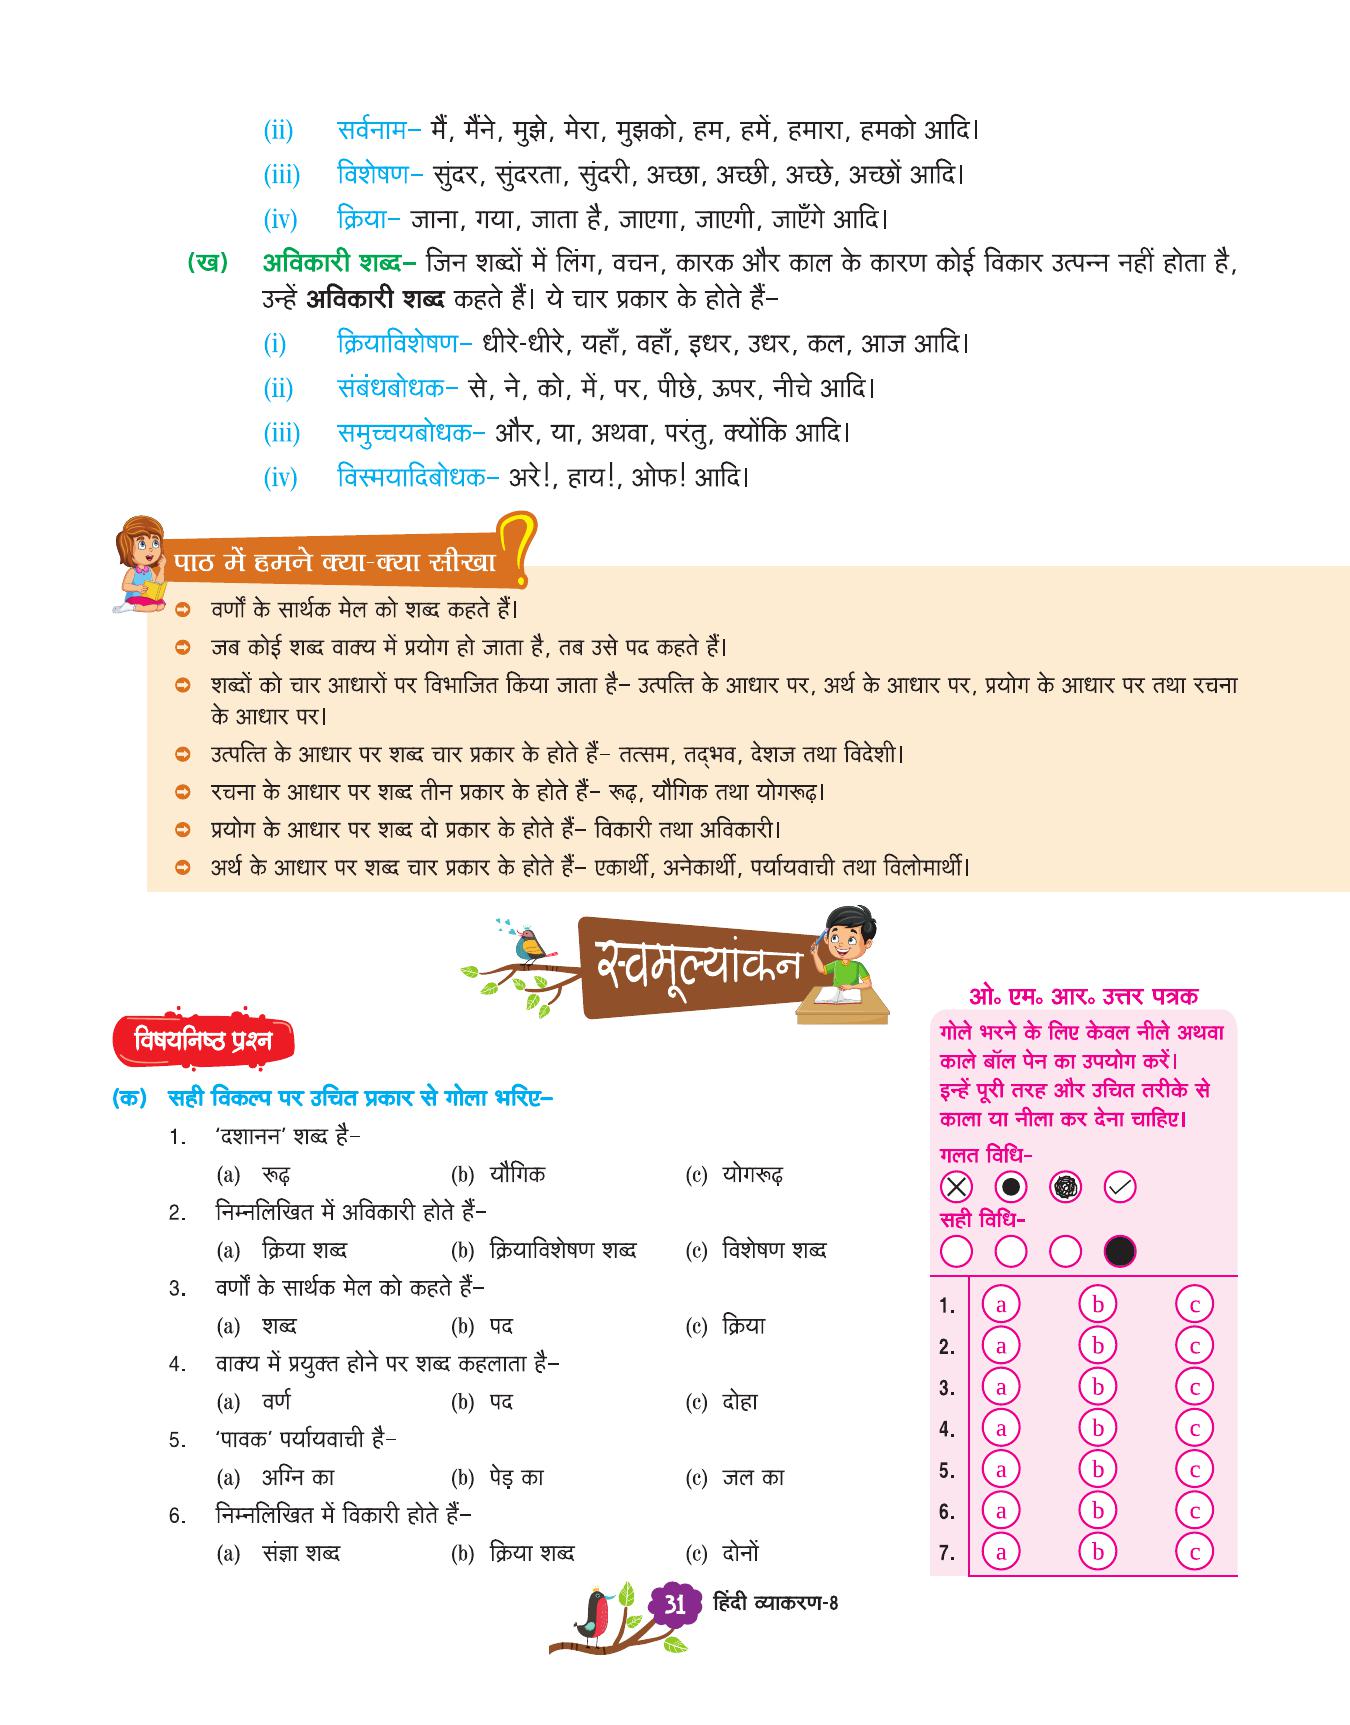 (ii) सर्वनाम– मैं, मैंने, मुझे, मेरा, मुझको, हम, हमें, हमारा, हमको आदि।
(iii) विशेषण– सुंदर, सुंदरता, सुंदरी, अच्छा, अच्छी, अच्छे, अच्छों आदि।
(iv) क्रिया– जाना, गया, जाता है, जाएगा, जाएगी, जाएँगे आदि।
(ख) अविकारी शब्द– जिन शब्दों में लिंग, वचन, कारक और काल के कारण कोई विकार उत्पन्न नहीं होता है,
उन्हें अविकारी शब्द कहते हैं। ये चार प्रकार के होते हैं–
(i) क्रियाविशेषण– धीरे-धीरे, यहाँ, वहाँ, इधर, उधर, कल, आज आदि।
(ii) संबंधबोधक– से, ने, को, में, पर, पीछे, ऊपर, नीचे आदि।
(iii) समुच्चयबोधक– और, या, अथवा, परंतु, क्योंकि आदि।
(iv) विस्मयादिबोधक– अरे!, हाय!, ओफ! आदि।
पाठ में हमने क्या-क्या सीखा ?
वर्णों के सार्थक मेल को शब्द कहते हैं।
जब कोई शब्द वाक्य में प्रयोग हो जाता है, तब उसे पद कहते हैं।
शब्दों को चार आधारों पर विभाजित किया जाता है– उत्पत्ति के आधार पर, अर्थ के आधार पर, प्रयोग के आधार पर तथा रचना
के आधार पर।
उत्पत्ति के आधार पर शब्द चार प्रकार के होते हैं– तत्सम, तद्‌भव, देशज तथा विदेशी।
रचना के आधार पर शब्द तीन प्रकार के होते हैं– रूढ़, यौगिक तथा योगरूढ़।
प्रयोग के आधार पर शब्द दो प्रकार के होते हैं– विकारी तथा अविकारी।
अर्थ के आधार पर शब्द चार प्रकार के होते हैं– एकार्थी, अनेकार्थी, पर्यायवाची तथा विलोमार्थी।
स्वमूल्यांकन
विषयनिष्ठ प्रश्न
(क) सही विकल्प पर उचित प्रकार से गोला भरिए–
1. ‘दशानन’ शब्द है–
(a) रूढ़ (b) यौगिक (c) योगरूढ़
2. निम्नलिखित में अविकारी होते हैं–
(a) क्रिया शब्द (b) क्रियाविशेषण शब्द (c) विशेषण शब्द
3. वर्णों के सार्थक मेल को कहते हैं–
(a) शब्द (b) पद (c) क्रिया
4. वाक्य में प्रयुक्त होने पर शब्द कहलाता है–
(a) वर्ण (b) पद (c) दोहा
5. ‘पावक’ पर्यायवाची है–
(a) अग्नि का (b) पेड़ का (c) जल का
6. निम्नलिखित में विकारी होते हैं–
(a) संज्ञा शब्द (b) क्रिया शब्द (c) दोनों
ओ॰ एम॰ आर॰ उत्तर पत्रक
गोले भरने के लिए केवल नीले अथवा
काले बॉल पेन का उपयोग करें।
इन्हें पूरी तरह और उचित तरीके से
काला या नीला कर देना चाहिए।
गलत विधि–
सही विधि–
1. a b c
2. a b c
3. a b c
4. a b c
5. a b c
6. a b c
7. a b c
31 हिंदी व्याकरण-8